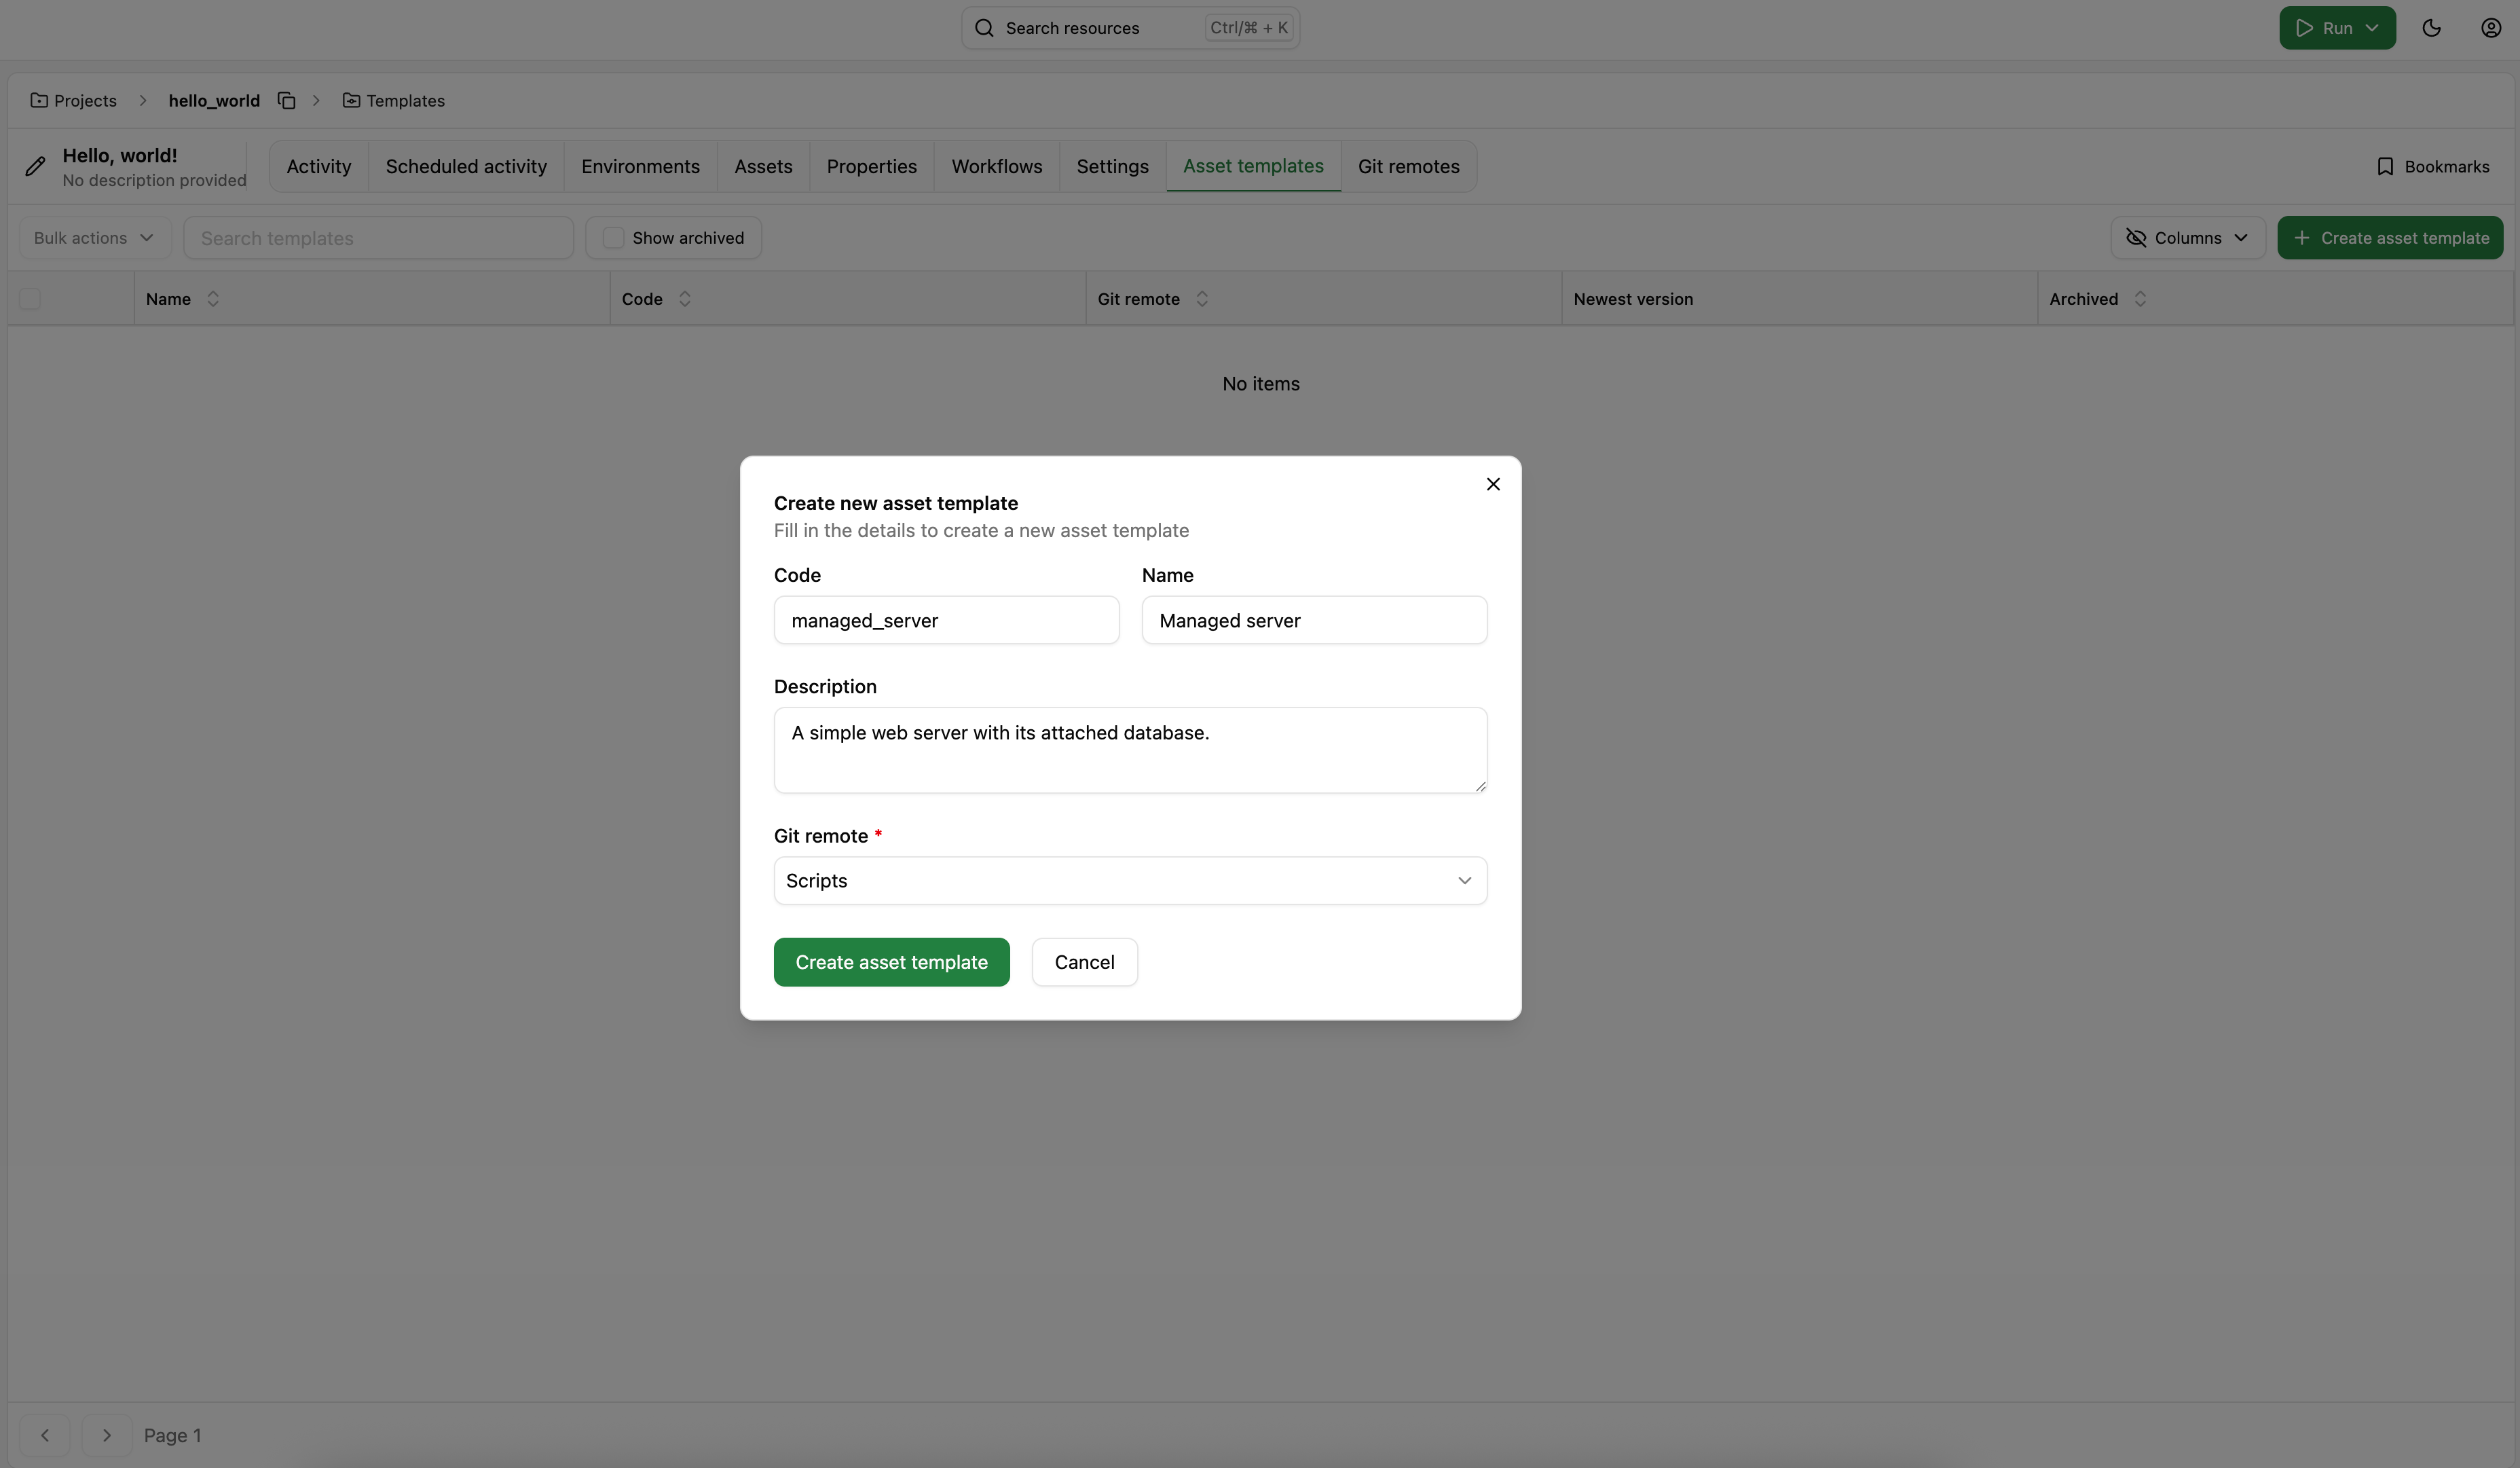 Search resources Ctrl/⌘ + K
Run
Projects > hello_world > Templates
Hello, world!
No description provided
Activity Scheduled activity Environments Assets Properties Workflows Settings Asset templates Git remotes
Bookmarks
Bulk actions Search templates Show archived Columns + Create asset template
Name Code Git remote Newest version Archived
No items
Create new asset template
Fill in the details to create a new asset template
Code Name
managed_server Managed server
Description
A simple web server with its attached database.
Git remote *
Scripts
Create asset template Cancel
Page 1